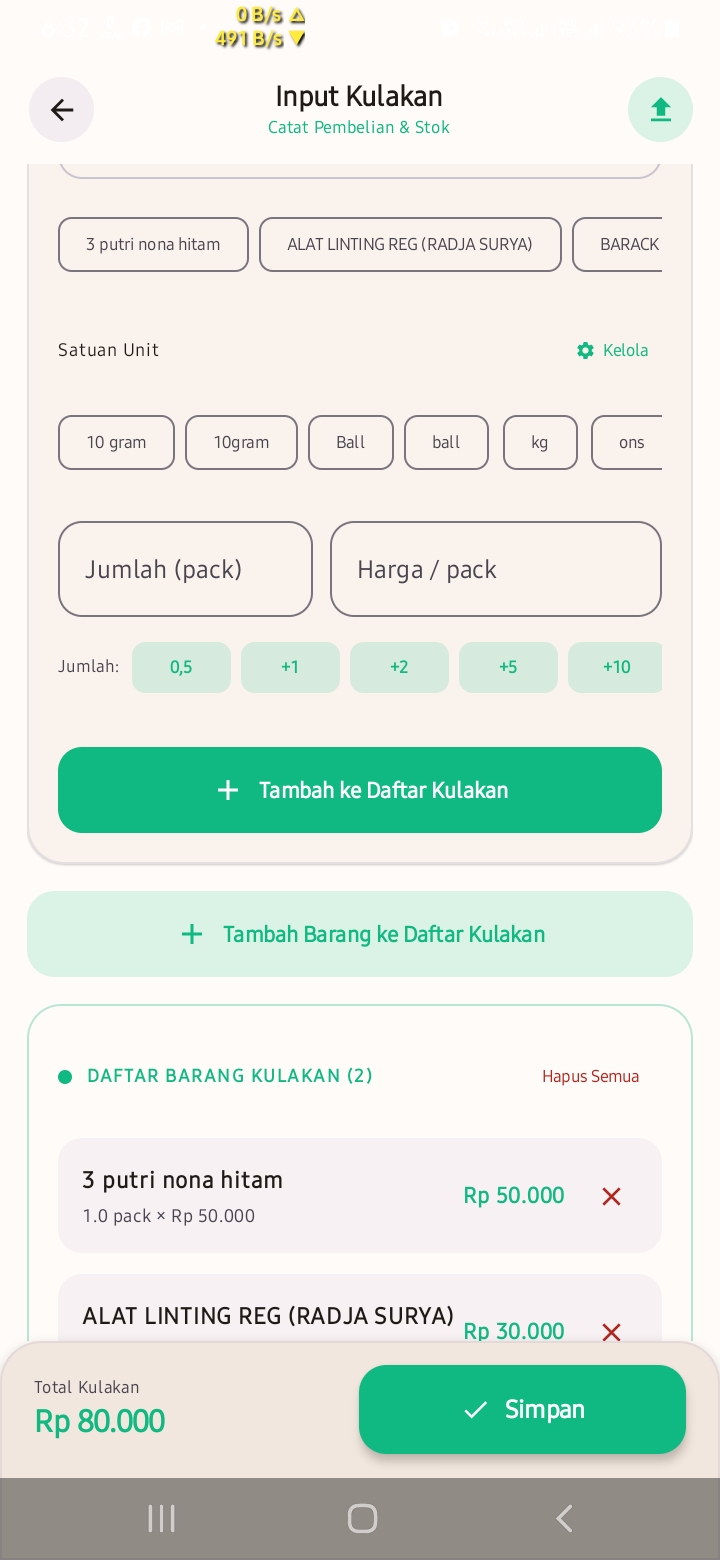 0 B/s
491 B/s
Input Kulakan
Catat Pembelian & Stok
3 putri nona hitam
ALAT LINTING REG (RADJA SURYA)
BARACK
Satuan Unit
Kelola
10 gram
10gram
Ball
ball
kg
ons
Jumlah (pack)
Harga / pack
Jumlah:
0,5
+1
+2
+5
+10
Tambah ke Daftar Kulakan
Tambah Barang ke Daftar Kulakan
DAFTAR BARANG KULAKAN (2)
Hapus Semua
3 putri nona hitam
1.0 pack × Rp 50.000
Rp 50.000
ALAT LINTING REG (RADJA SURYA)
Rp 30.000
Total Kulakan
Rp 80.000
Simpan